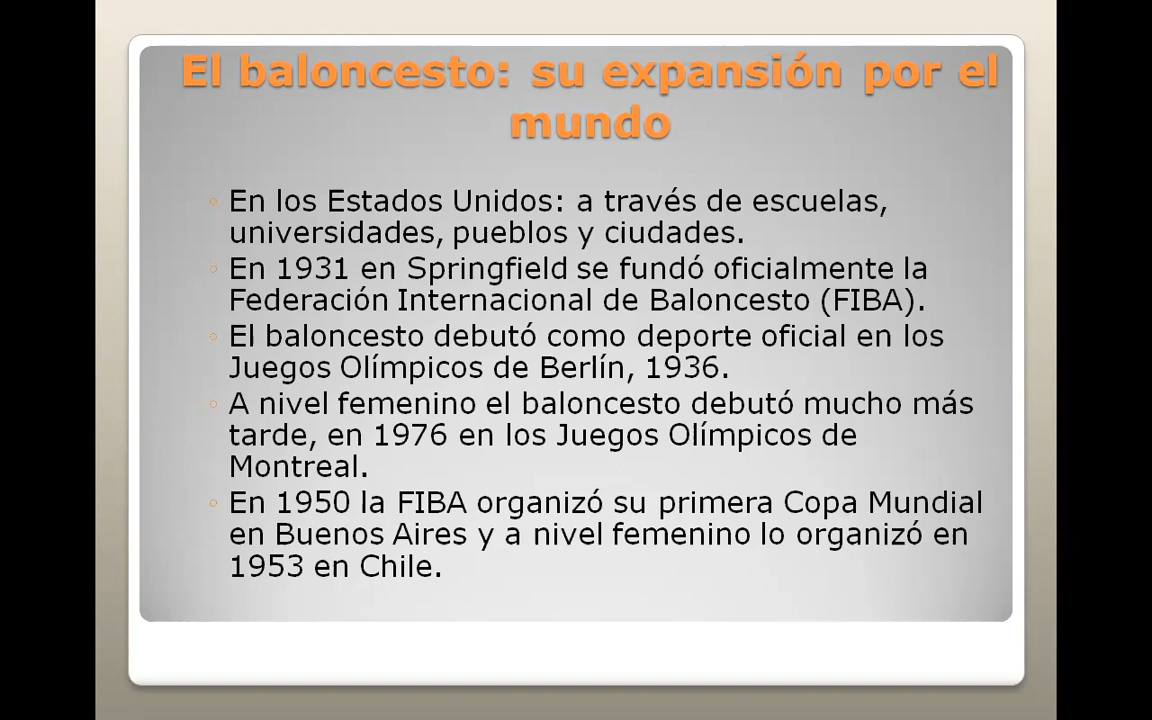 El baloncesto: su expansión por el
mundo
◦ En los Estados Unidos: a través de escuelas,
universidades, pueblos y ciudades.
◦ En 1931 en Springfield se fundó oficialmente la
Federación Internacional de Baloncesto (FIBA).
◦ El baloncesto debutó como deporte oficial en los
Juegos Olímpicos de Berlín, 1936.
◦ A nivel femenino el baloncesto debutó mucho más
tarde, en 1976 en los Juegos Olímpicos de
Montreal.
◦ En 1950 la FIBA organizó su primera Copa Mundial
en Buenos Aires y a nivel femenino lo organizó en
1953 en Chile.